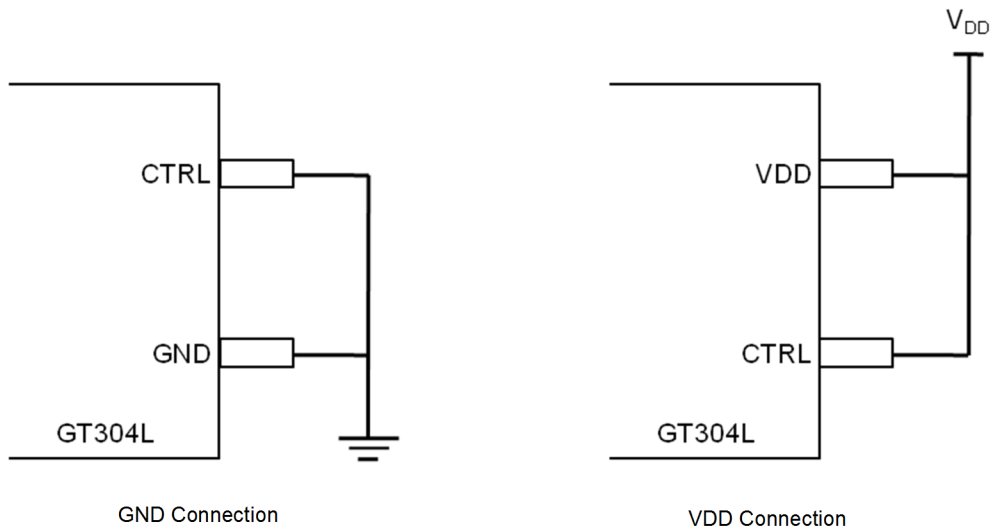 CTRL
GND
GT304L
GND Connection
VDD
VDD
CTRL
GT304L
VDD Connection